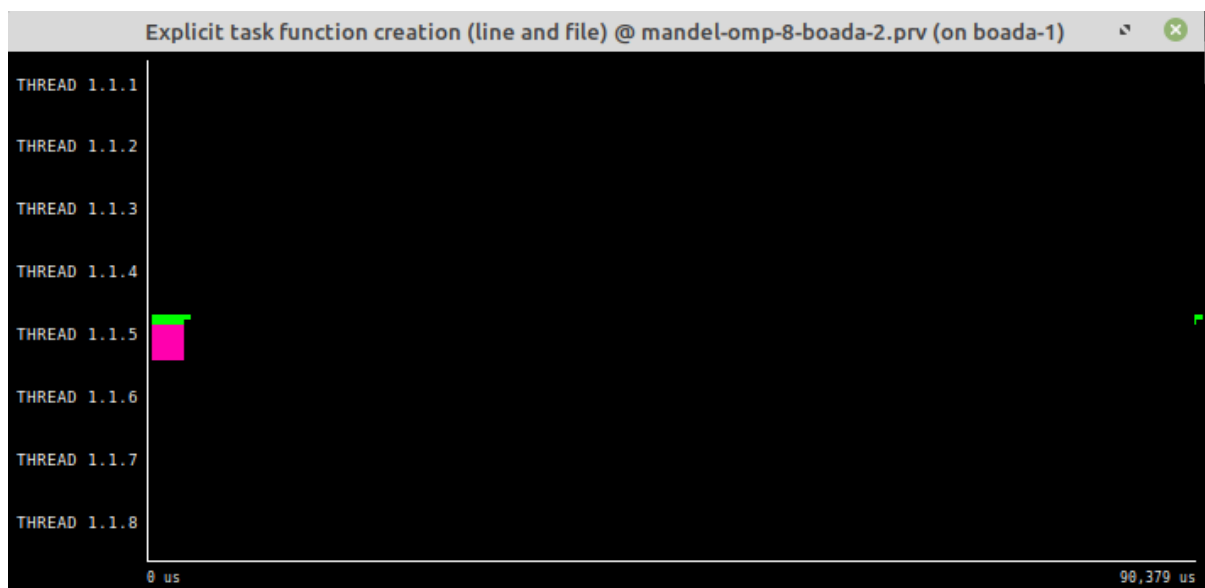 Explicit task function creation (line and file) @ mandel-omp-8-boada-2.prv (on boada-1)
THREAD 1.1.1
THREAD 1.1.2
THREAD 1.1.3
THREAD 1.1.4
THREAD 1.1.5
THREAD 1.1.6
THREAD 1.1.7
THREAD 1.1.8
0 us 90,379 us